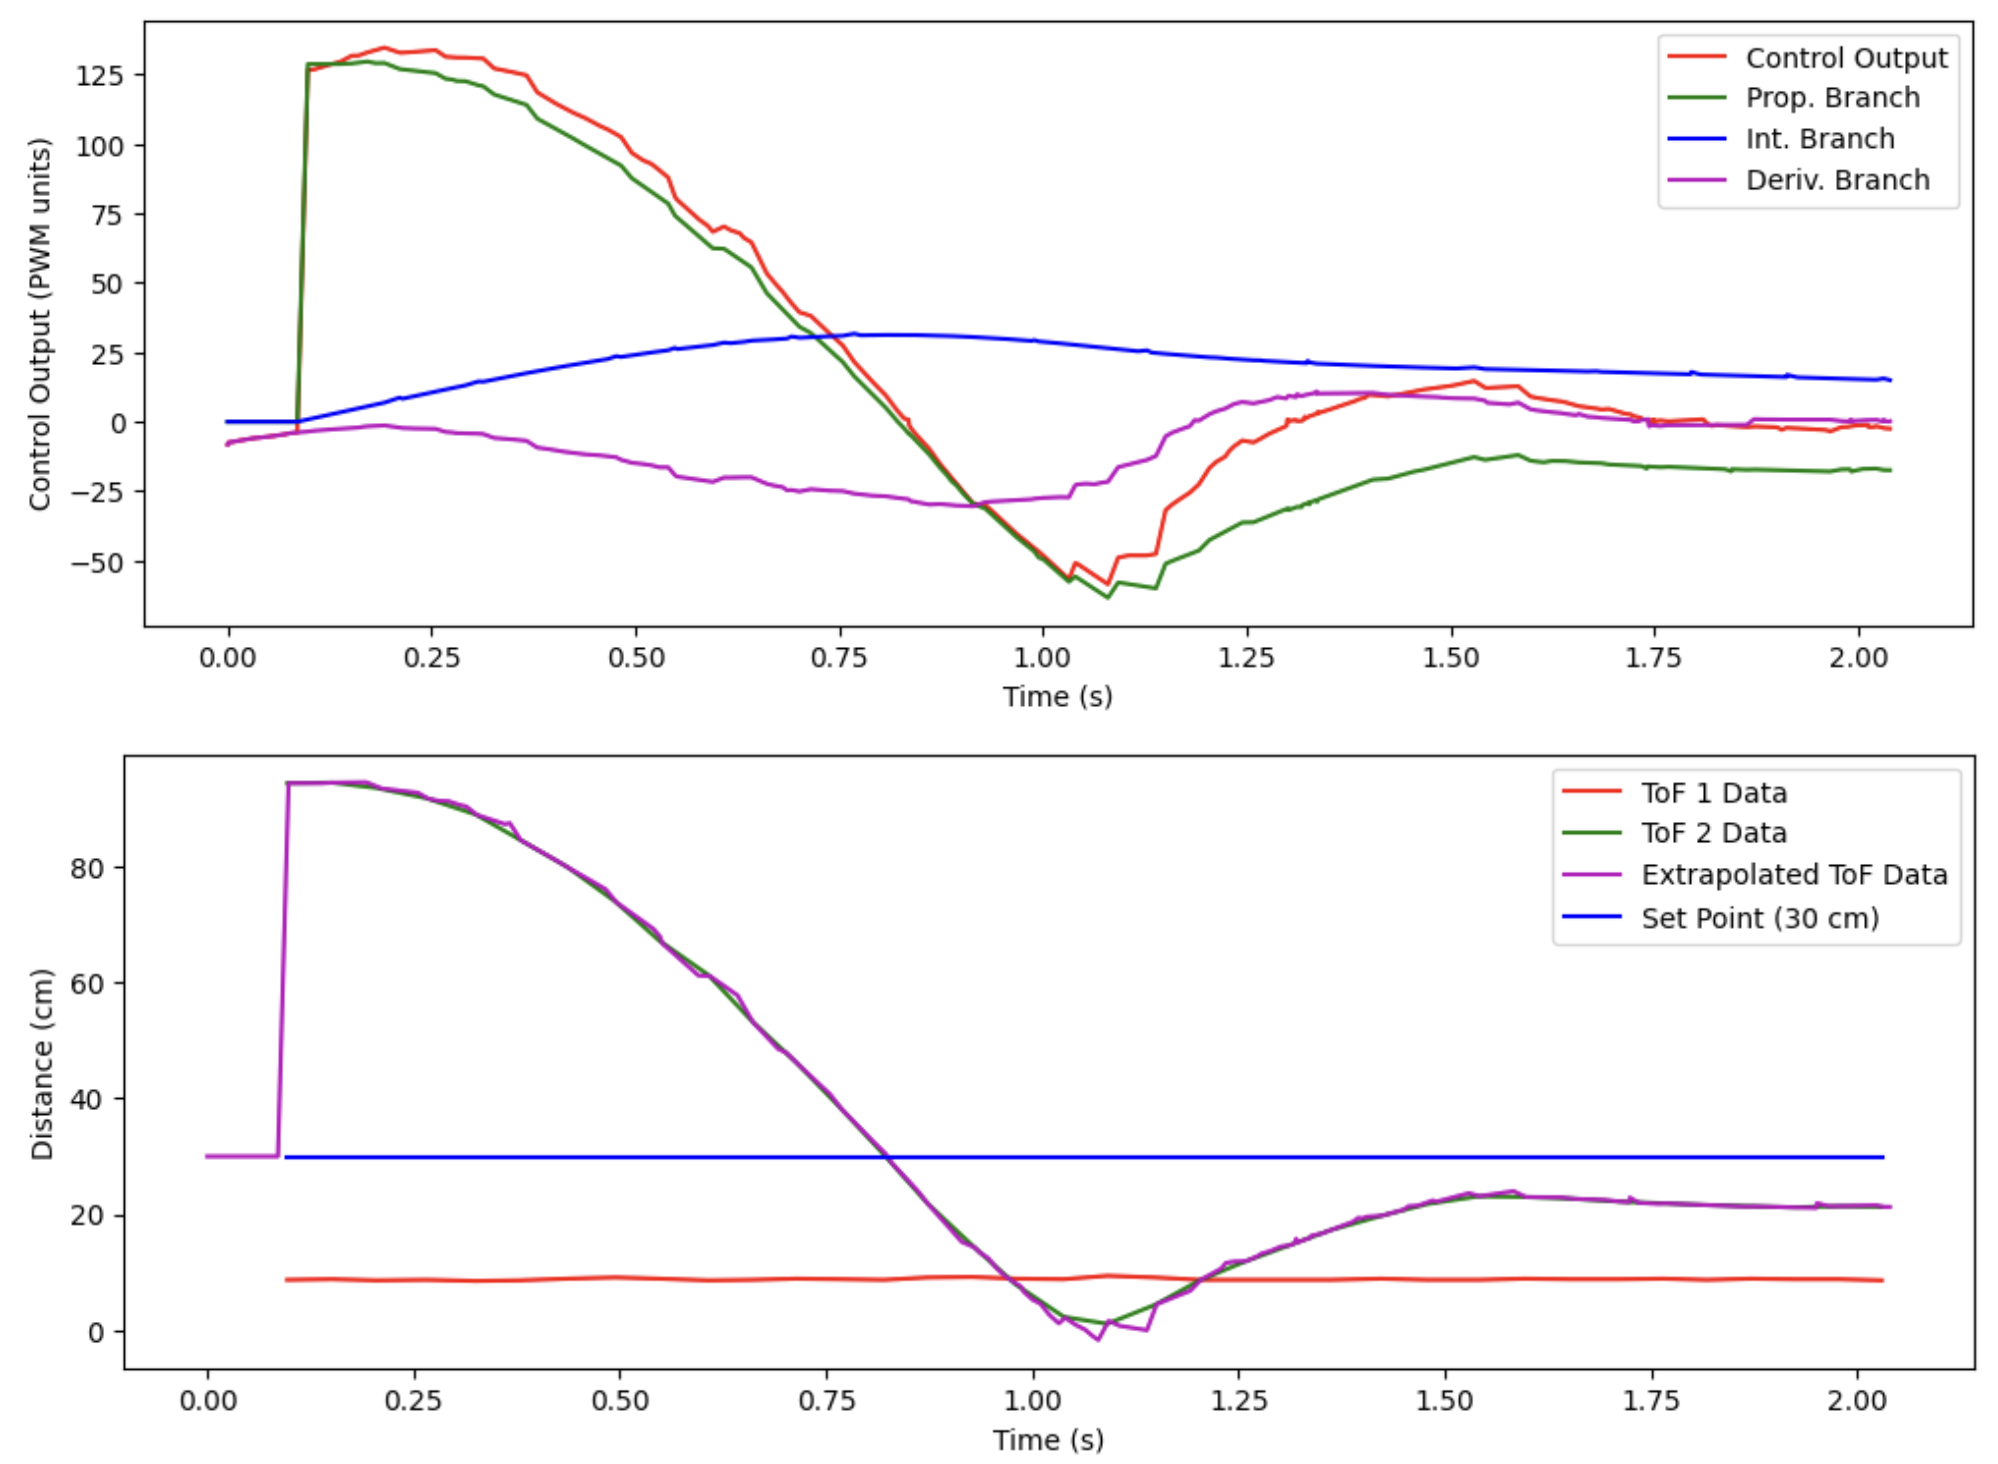 Control Output (PWM units)
125
100
75
50
25
0
−25
−50
Control Output
Prop. Branch
Int. Branch
Deriv. Branch
0.00 0.25 0.50 0.75 1.00 1.25 1.50 1.75 2.00
Time (s)
Distance (cm)
80
60
40
20
0
ToF 1 Data
ToF 2 Data
Extrapolated ToF Data
Set Point (30 cm)
0.00 0.25 0.50 0.75 1.00 1.25 1.50 1.75 2.00
Time (s)